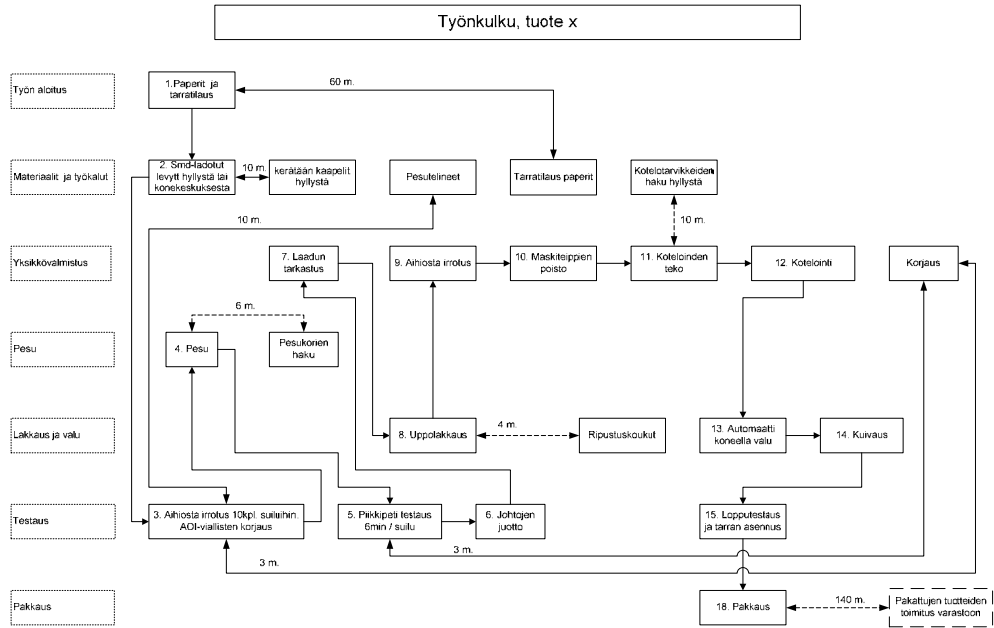 Työnkulku, tuote x
Työn aloitus
1.Paperit ja
tarratilaus
60 m.
Materiaalit ja työkalut
2. Smd-ladotut
levytt hyllystä tai
konekeskuksesta
10 m.
kerätään kaapelit
hyllystä
Pesutelineet
Tarratilaus paperit
Kotelotarvikkeiden
haku hyllystä
10 m.
10 m.
Yksikkövalmistus
7. Laadun
tarkastus
9. Aihiosta irrotus
10. Maskiteippien
poisto
11. Koteloinden
teko
12. Kotelointi
Korjaus
6 m.
Pesu
4. Pesu
Pesukorien
haku
Lakkaus ja valu
8. Uppolakkaus
4 m.
Ripustuskoukut
13. Automaatti
koneella valu
14. Kuivaus
Testaus
3. Aihiosta irrotus 10kpl. suiluihin.
AOI-viallisten korjaus
5. Piikkipeti testaus
6min / suilu
6. Johtojen
juotto
15. Lopputestaus
ja tarran asennus
3 m.
3 m.
Pakkaus
18. Pakkaus
140 m.
Pakattujen tuotteiden
toimitus varastoon